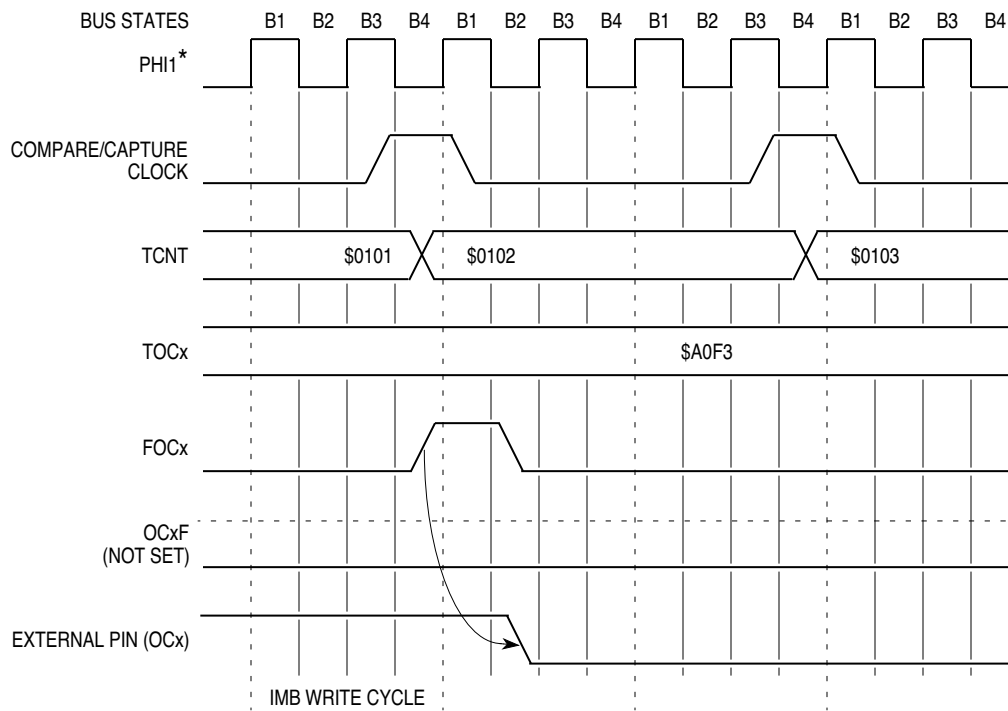 BUS STATES B1 B2 B3 B4 B1 B2 B3 B4 B1 B2 B3 B4 B1 B2 B3 B4
PHI1*
COMPARE/CAPTURE
CLOCK
TCNT $0101 $0102 $0103
TOCx $A0F3
FOCx
OCxF
(NOT SET)
EXTERNAL PIN (OCx)
IMB WRITE CYCLE